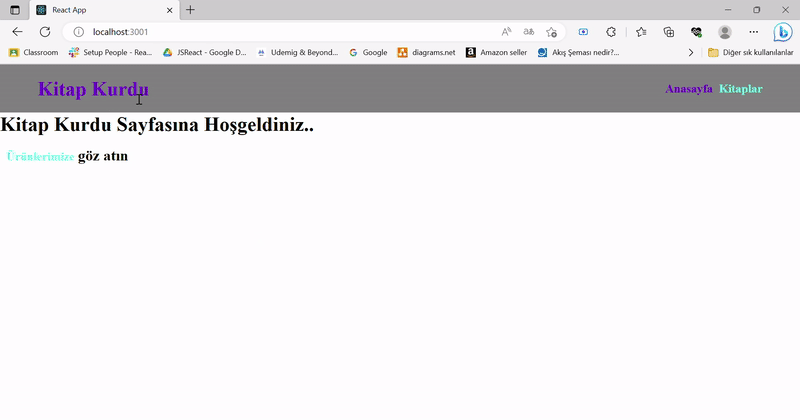 React App
localhost:3001
Classroom Setup People - Rea... JSReact - Google D... Udemig & Beyond... Google diagrams.net Amazon seller Akış Şeması nedir?... Diğer sık kullanılanlar
Kitap Kurdu Anasayfa Kitaplar
Kitap Kurdu Sayfasına Hoşgeldiniz..
Ürünlerimize göz atın